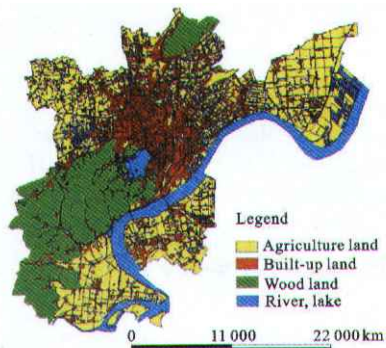 Legend
Agriculture land
Built-up land
Wood land
River, lake
0 11 000 22 000 km